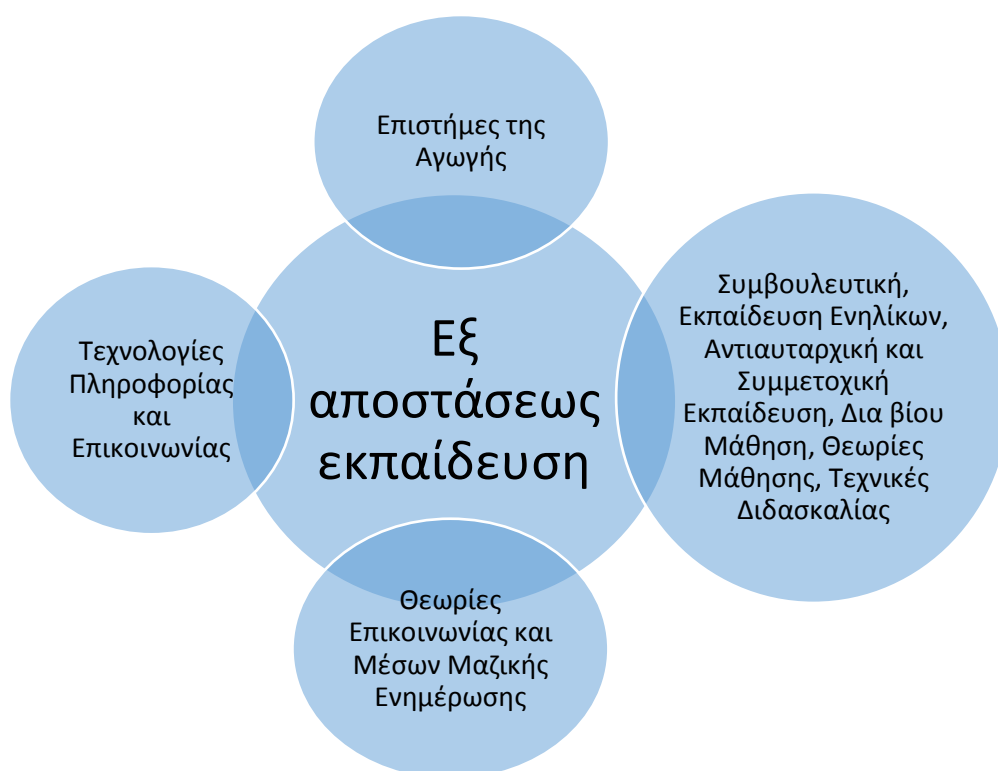 Επιστήμες της
Αγωγής
Τεχνολογίες
Πληροφορίας
και
Επικοινωνίας
Εξ
αποστάσεως
εκπαίδευση
Συμβουλευτική,
Εκπαίδευση Ενηλίκων,
Αντιαυταρχική και
Συμμετοχική
Εκπαίδευση, Δια βίου
Μάθηση, Θεωρίες
Μάθησης, Τεχνικές
Διδασκαλίας
Θεωρίες
Επικοινωνίας και
Μέσων Μαζικής
Ενημέρωσης